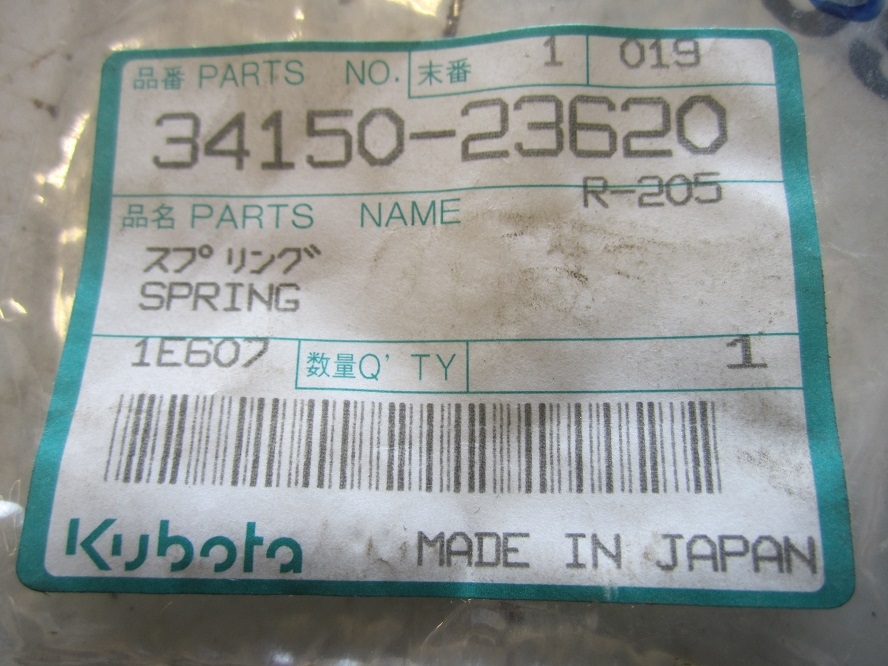 品番 PARTS NO. 末番 1 019
34150-23620
R-205
品名 PARTS NAME
スプリング
SPRING
1E607 数量Q'TY 1
Kubota MADE IN JAPAN